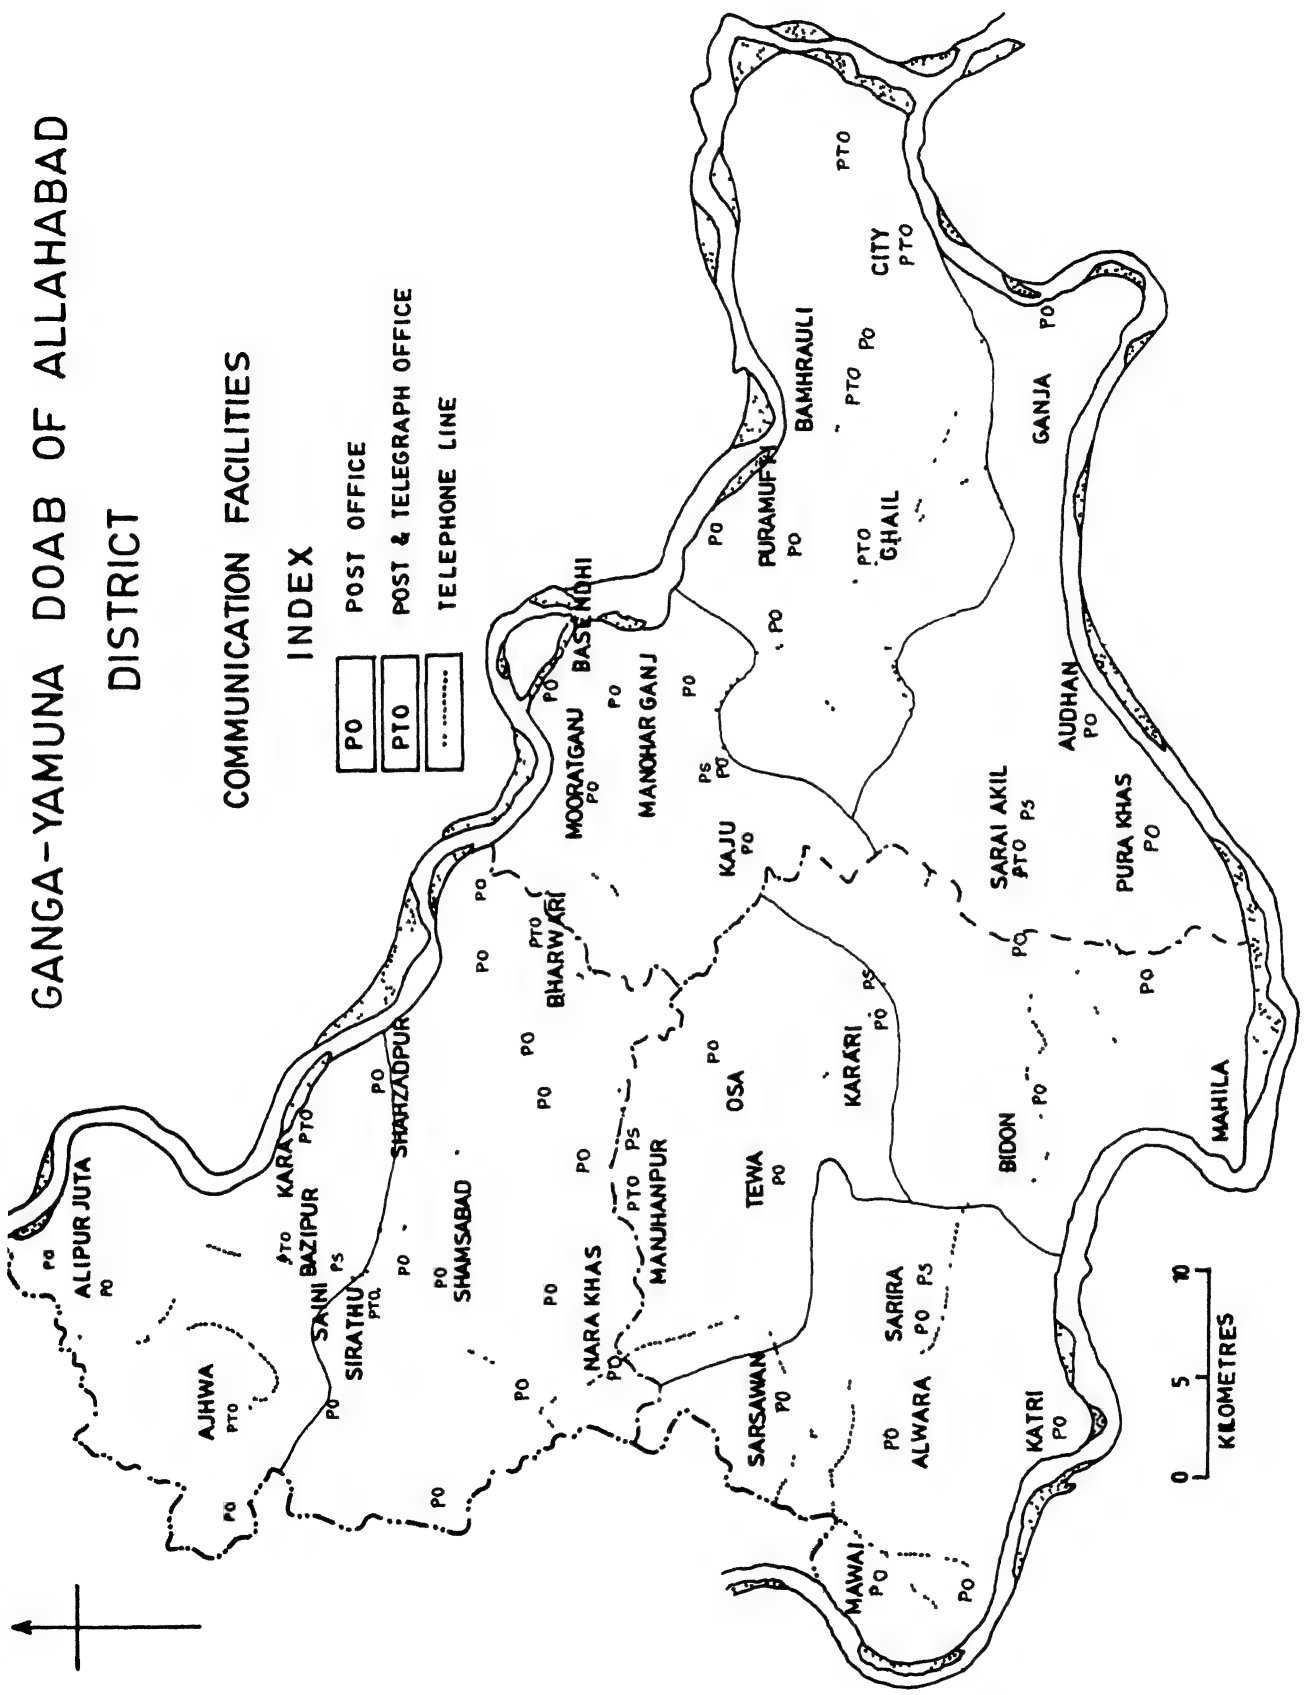 GANGA-YAMUNA DOAB OF ALLAHABAD
DISTRICT
COMMUNICATION FACILITIES
INDEX
PO POST OFFICE
PTO POST & TELEGRAPH OFFICE
TELEPHONE LINE
PO
ALIPUR JUTA
PO
AJHWA
PTO
PO
KARA
PTO
PTO
BAZIPUR
PS
SAINI
SIRATHU
PTO
PO
PO
SHAHZADPUR
PO
PO
SHAMSABAD
PO
PO
PO
PTO
BHARWARI
PO
PO
PO
PO
PO
NARA KHAS
PO
PTO PS
MANJHANPUR
MOORATGANJ
PO
PO
BASENDHI
PO
MANOHARGANJ
PO
PS
PO
KAJU
PO
PO
OSA
TEWA
PO
KARARI
PO
PS
PO
PURAMUFTI
PO
PO
BAMHRAULI
PTO
PO
PTO
GHAIL
PTO
CITY
PTO
PO
GANJA
AUDHAN
PO
SARAI AKIL
PTO PS
PURA KHAS
PO
PO
PO
BIDON
PO
MAHILA
SARSAWAN
PO
SARIRA
PO PS
PO
ALWARA
KATRI
PO
MAWAI
PO
PO
0 5 10
KILOMETRES